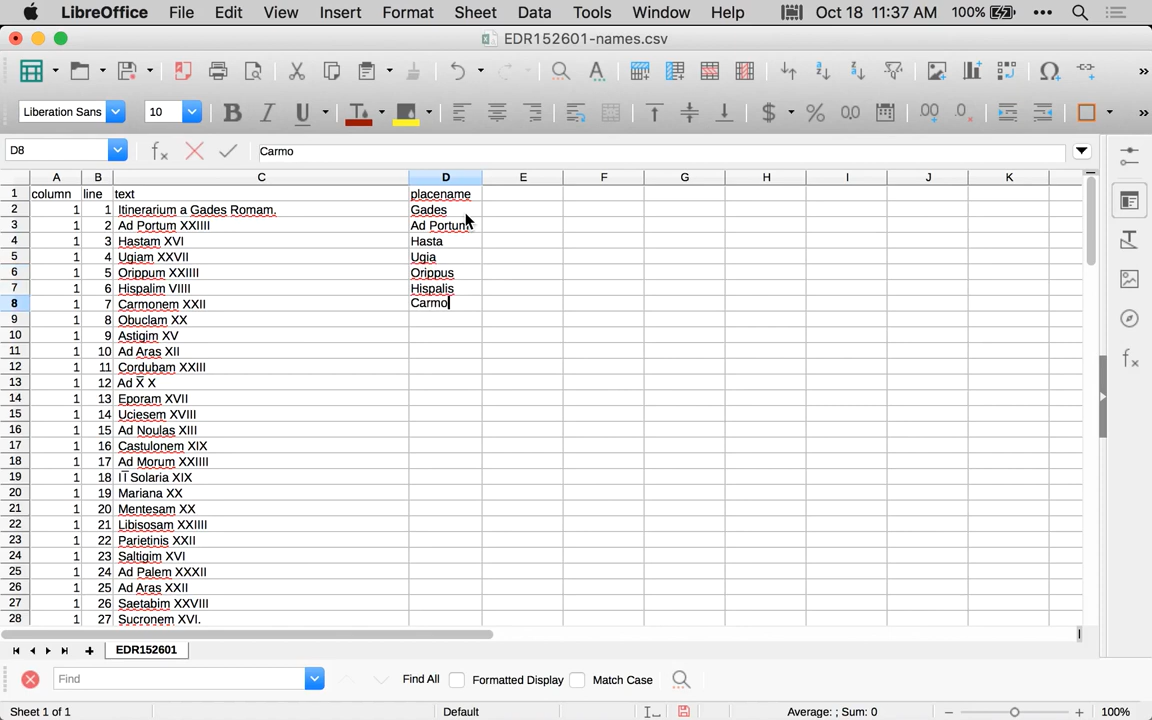 LibreOffice File Edit View Insert Format Sheet Data Tools Window Help Oct 18 11:37 AM 100%
EDR152601-names.csv
Liberation Sans 10
D8 Carmo
A B C D E F G H I J K
1 column line text placename
2 1 1 Itinerarium a Gades Romam. Gades
3 1 2 Ad Portum XXIIII Ad Portum
4 1 3 Hastam XVI Hasta
5 1 4 Ugiam XXVII Ugia
6 1 5 Orippum XXIIII Orippus
7 1 6 Hispalim VIIII Hispalis
8 1 7 Carmonem XXII Carmo
9 1 8 Obuclam XX
10 1 9 Astigim XV
11 1 10 Ad Aras XII
12 1 11 Cordubam XXIII
13 1 12 Ad X̅ X
14 1 13 Eporam XVII
15 1 14 Uciesem XVIII
16 1 15 Ad Noulas XIII
17 1 16 Castulonem XIX
18 1 17 Ad Morum XXIIII
19 1 18 I̅I̅ Solaria XIX
20 1 19 Mariana XX
21 1 20 Mentesam XX
22 1 21 Libisosam XXIIII
23 1 22 Parietinis XXII
24 1 23 Saltigim XVI
25 1 24 Ad Palem XXXII
26 1 25 Ad Aras XXII
27 1 26 Saetabim XXVIII
28 1 27 Sucronem XVI.
EDR152601
Find Find All Formatted Display Match Case
Sheet 1 of 1 Default Average: ; Sum: 0 100%